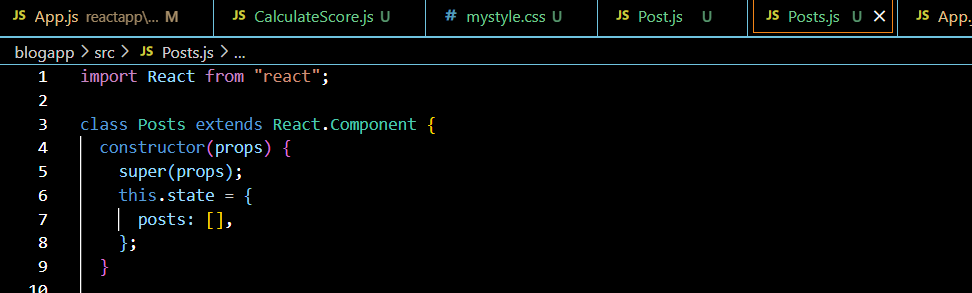 JS App.js reactapp\... M JS CalculateScore.js U # mystyle.css U JS Post.js U JS Posts.js U × JS App.
blogapp > src > JS Posts.js > ...
1 import React from "react";
2
3 class Posts extends React.Component {
4 constructor(props) {
5 super(props);
6 this.state = {
7 posts: [],
8 };
9 }
10